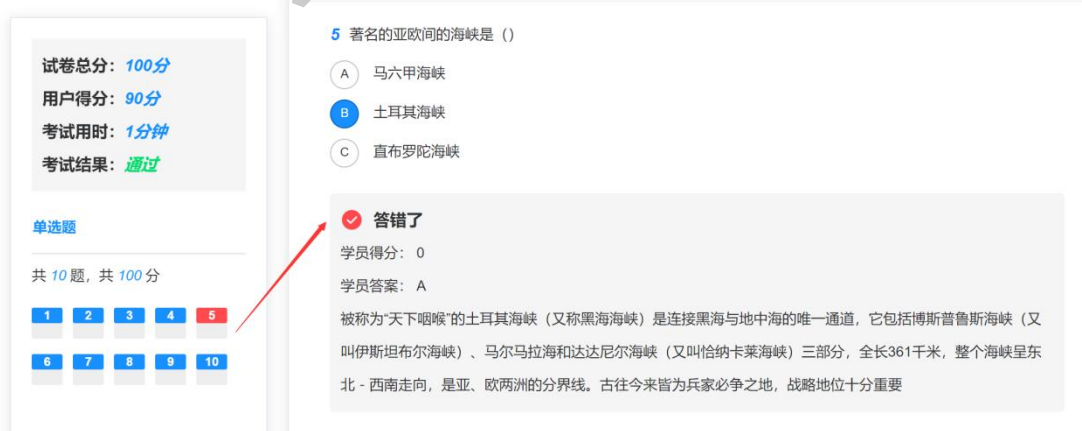 试卷总分：100分
用户得分：90分
考试用时：1分钟
考试结果：通过
单选题
共 10 题，共 100 分
1 2 3 4 5
6 7 8 9 10
5 著名的亚欧间的海峡是（）
A 马六甲海峡
B 土耳其海峡
C 直布罗陀海峡
答错了
学员得分： 0
学员答案： A
被称为“天下咽喉”的土耳其海峡（又称黑海海峡）是连接黑海与地中海的唯一通道，它包括博斯普鲁斯海峡（又
叫伊斯坦布尔海峡）、马尔马拉海和达达尼尔海峡（又叫恰纳卡莱海峡）三部分，全长361千米，整个海峡呈东
北 - 西南走向，是亚、欧两洲的分界线。古往今来皆为兵家必争之地，战略地位十分重要